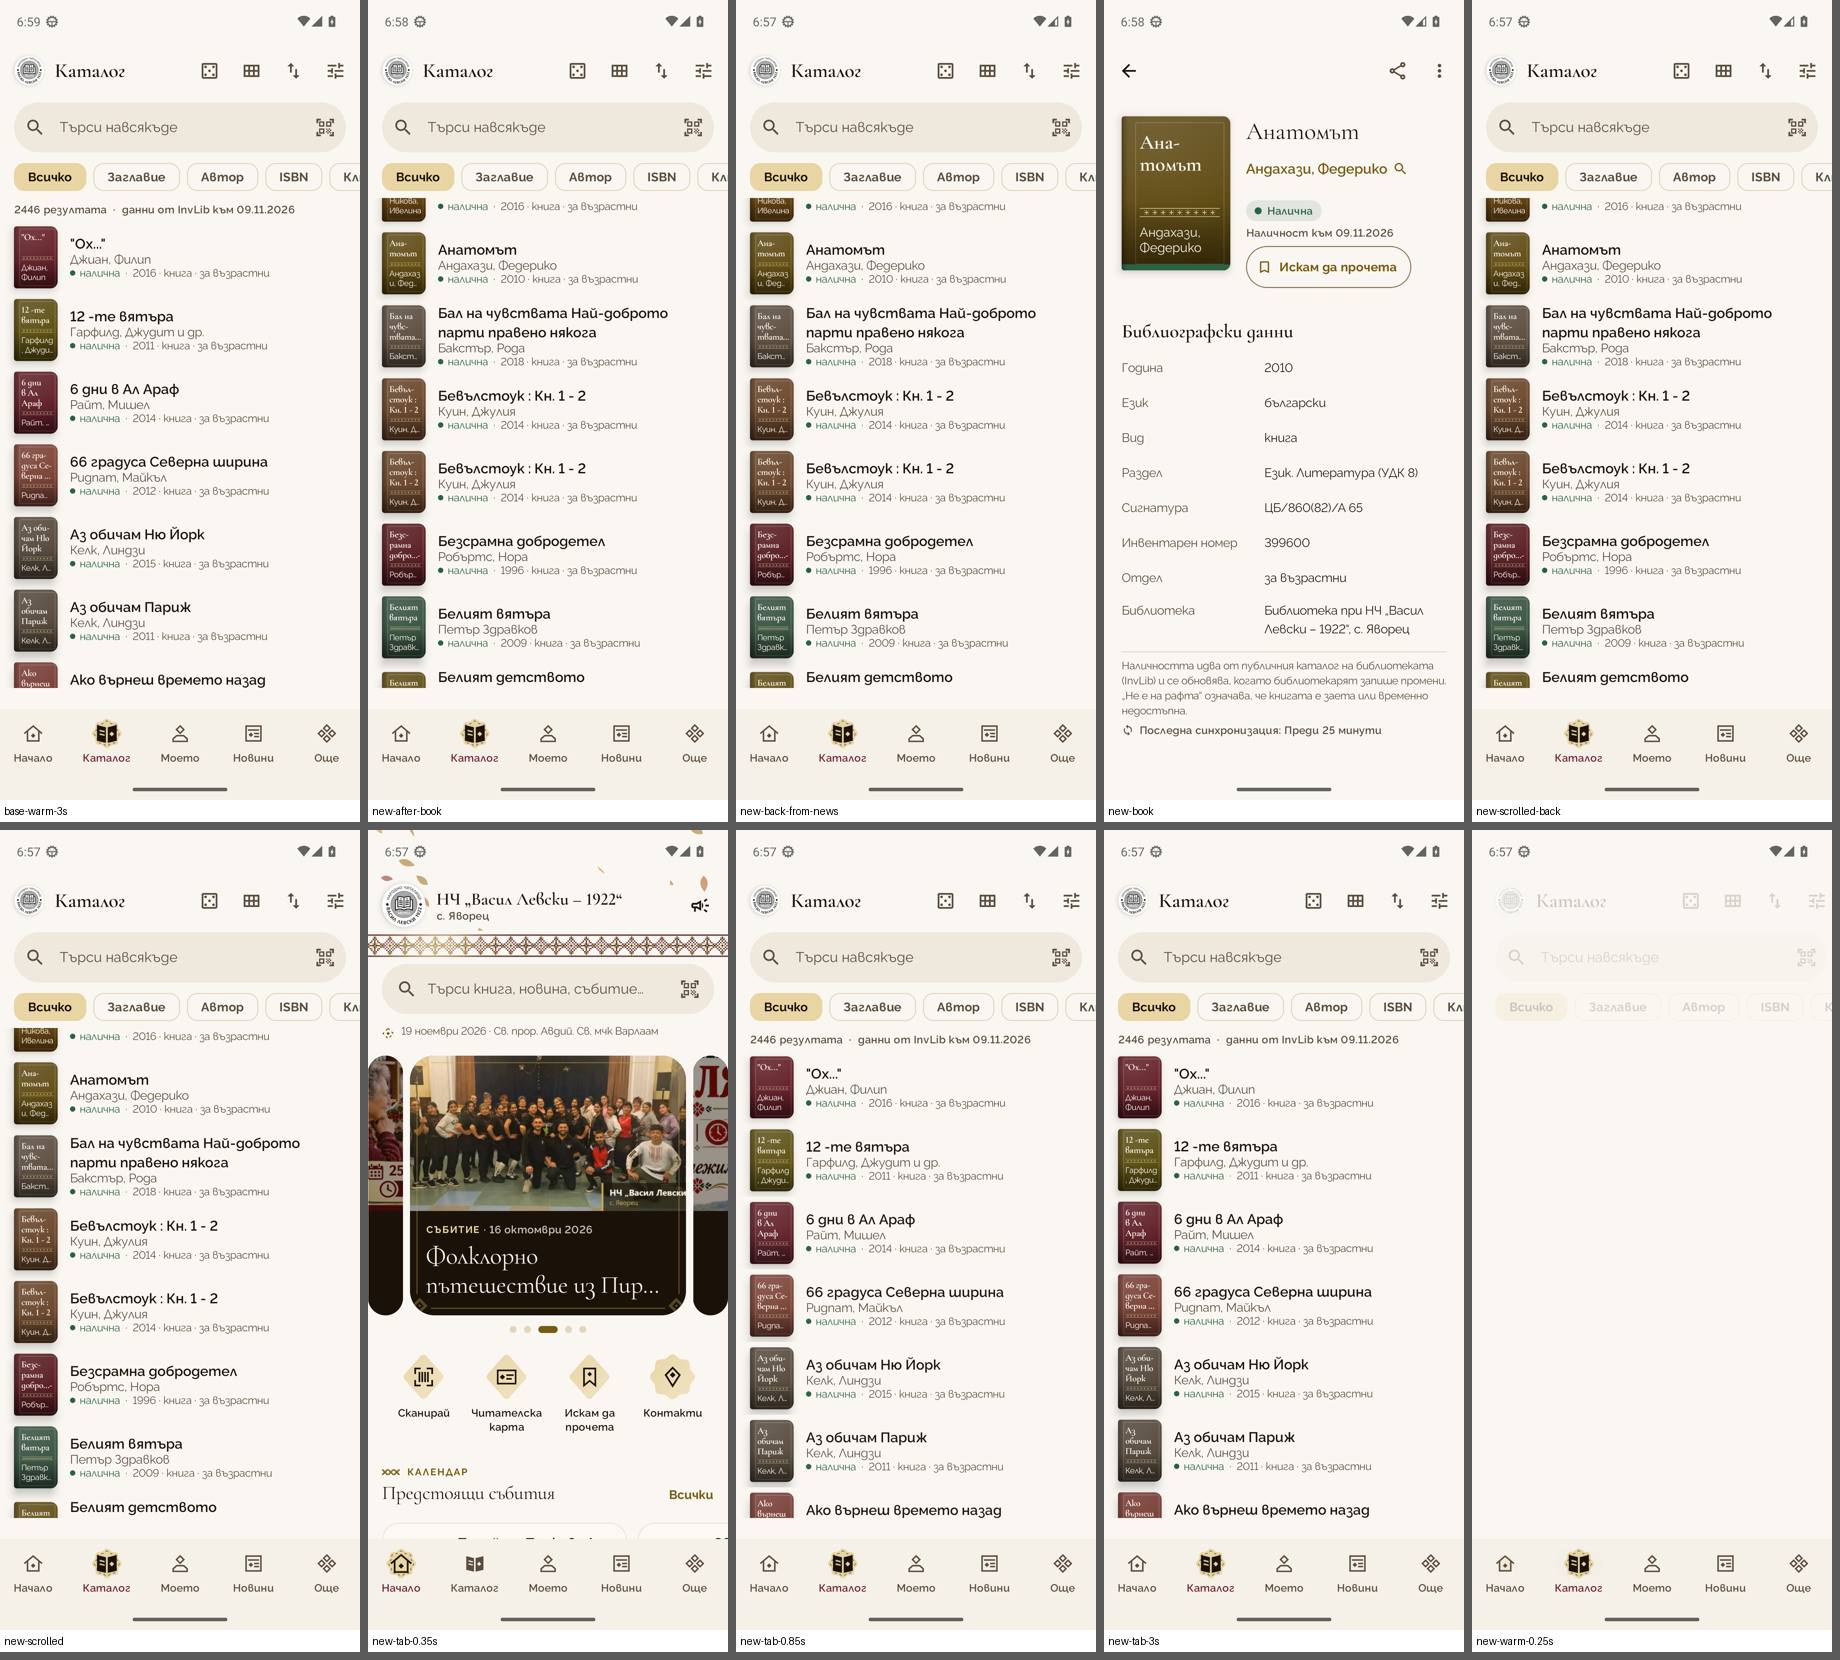 6:59
Каталог
Търси навсякъде
Всичко Заглавие Автор ISBN
2446 резултата · данни от InvLib към 09.11.2026
"Ох..."
Джиан, Филип
налична · 2016 · книга · за възрастни
12 -те вятъра
Гарфилд, Джудит и др.
налична · 2011 · книга · за възрастни
6 дни в Ал Араф
Райт, Мишел
налична · 2014 · книга · за възрастни
66 градуса Северна ширина
Ридпат, Майкъл
налична · 2012 · книга · за възрастни
Аз обичам Ню Йорк
Келк, Линдзи
налична · 2015 · книга · за възрастни
Аз обичам Париж
Келк, Линдзи
налична · 2011 · книга · за възрастни
Ако върнеш времето назад
Начало Каталог Моето Новини Още
base-warm-3s
6:58
Каталог
Търси навсякъде
Всичко Заглавие Автор ISBN
налична · 2016 · книга · за възрастни
Анатомът
Андахази, Федерико
налична · 2010 · книга · за възрастни
Бал на чувствата Най-доброто
парти правено някога
Бакстър, Рода
налична · 2018 · книга · за възрастни
Бевълстоук : Кн. 1 - 2
Куин, Джулия
налична · 2014 · книга · за възрастни
Бевълстоук : Кн. 1 - 2
Куин, Джулия
налична · 2014 · книга · за възрастни
Безсрамна добродетел
Робъртс, Нора
налична · 1996 · книга · за възрастни
Белият вятъра
Петър Здравков
налична · 2009 · книга · за възрастни
Белият детството
Начало Каталог Моето Новини Още
new-after-book
6:57
Каталог
Търси навсякъде
Всичко Заглавие Автор ISBN
налична · 2016 · книга · за възрастни
Анатомът
Андахази, Федерико
налична · 2010 · книга · за възрастни
Бал на чувствата Най-доброто
парти правено някога
Бакстър, Рода
налична · 2018 · книга · за възрастни
Бевълстоук : Кн. 1 - 2
Куин, Джулия
налична · 2014 · книга · за възрастни
Бевълстоук : Кн. 1 - 2
Куин, Джулия
налична · 2014 · книга · за възрастни
Безсрамна добродетел
Робъртс, Нора
налична · 1996 · книга · за възрастни
Белият вятъра
Петър Здравков
налична · 2009 · книга · за възрастни
Белият детството
Начало Каталог Моето Новини Още
new-back-from-news
6:58
Ана-
томът
Андахази,
Федерико
Анатомът
Андахази, Федерико
Налична
Наличност към 09.11.2026
Искам да прочета
Библиографски данни
Година 2010
Език български
Вид книга
Раздел Език. Литература (УДК 8)
Сигнатура ЦБ/860(82)/А 65
Инвентарен номер 399600
Отдел за възрастни
Библиотека Библиотека при НЧ „Васил
Левски – 1922“, с. Яворец
Наличността идва от публичния каталог на библиотеката
(InvLib) и се обновява, когато библиотекарят запише промени.
„Не е на рафта“ означава, че книгата е заета или временно
недостъпна.
Последна синхронизация: Преди 25 минути
new-book
6:57
Каталог
Търси навсякъде
Всичко Заглавие Автор ISBN
налична · 2016 · книга · за възрастни
Анатомът
Андахази, Федерико
налична · 2010 · книга · за възрастни
Бал на чувствата Най-доброто
парти правено някога
Бакстър, Рода
налична · 2018 · книга · за възрастни
Бевълстоук : Кн. 1 - 2
Куин, Джулия
налична · 2014 · книга · за възрастни
Бевълстоук : Кн. 1 - 2
Куин, Джулия
налична · 2014 · книга · за възрастни
Безсрамна добродетел
Робъртс, Нора
налична · 1996 · книга · за възрастни
Белият вятъра
Петър Здравков
налична · 2009 · книга · за възрастни
Белият детството
Начало Каталог Моето Новини Още
new-scrolled-back
6:57
Каталог
Търси навсякъде
Всичко Заглавие Автор ISBN
налична · 2016 · книга · за възрастни
Анатомът
Андахази, Федерико
налична · 2010 · книга · за възрастни
Бал на чувствата Най-доброто
парти правено някога
Бакстър, Рода
налична · 2018 · книга · за възрастни
Бевълстоук : Кн. 1 - 2
Куин, Джулия
налична · 2014 · книга · за възрастни
Бевълстоук : Кн. 1 - 2
Куин, Джулия
налична · 2014 · книга · за възрастни
Безсрамна добродетел
Робъртс, Нора
налична · 1996 · книга · за възрастни
Белият вятъра
Петър Здравков
налична · 2009 · книга · за възрастни
Белият детството
Начало Каталог Моето Новини Още
new-scrolled
6:57
НЧ „Васил Левски – 1922“
с. Яворец
Търси книга, новина, събитие...
19 ноември 2026 · Св. прор. Авдий. Св. мчк Варлаам
НЧ „Васил Левски
с. Яворец
СЪБИТИЕ · 16 октомври 2026
Фолклорно
пътешествие из Пир...
Сканирай Читателска карта Искам да прочета Контакти
КАЛЕНДАР
Предстоящи събития Всички
Начало Каталог Моето Новини Още
new-tab-0.35s
6:57
Каталог
Търси навсякъде
Всичко Заглавие Автор ISBN
2446 резултата · данни от InvLib към 09.11.2026
"Ох..."
Джиан, Филип
налична · 2016 · книга · за възрастни
12 -те вятъра
Гарфилд, Джудит и др.
налична · 2011 · книга · за възрастни
6 дни в Ал Араф
Райт, Мишел
налична · 2014 · книга · за възрастни
66 градуса Северна ширина
Ридпат, Майкъл
налична · 2012 · книга · за възрастни
Аз обичам Ню Йорк
Келк, Линдзи
налична · 2015 · книга · за възрастни
Аз обичам Париж
Келк, Линдзи
налична · 2011 · книга · за възрастни
Ако върнеш времето назад
Начало Каталог Моето Новини Още
new-tab-0.85s
6:57
Каталог
Търси навсякъде
Всичко Заглавие Автор ISBN
2446 резултата · данни от InvLib към 09.11.2026
"Ох..."
Джиан, Филип
налична · 2016 · книга · за възрастни
12 -те вятъра
Гарфилд, Джудит и др.
налична · 2011 · книга · за възрастни
6 дни в Ал Араф
Райт, Мишел
налична · 2014 · книга · за възрастни
66 градуса Северна ширина
Ридпат, Майкъл
налична · 2012 · книга · за възрастни
Аз обичам Ню Йорк
Келк, Линдзи
налична · 2015 · книга · за възрастни
Аз обичам Париж
Келк, Линдзи
налична · 2011 · книга · за възрастни
Ако върнеш времето назад
Начало Каталог Моето Новини Още
new-tab-3s
6:57
Каталог
Търси навсякъде
Всичко Заглавие Автор ISBN
Начало Каталог Моето Новини Още
new-warm-0.25s